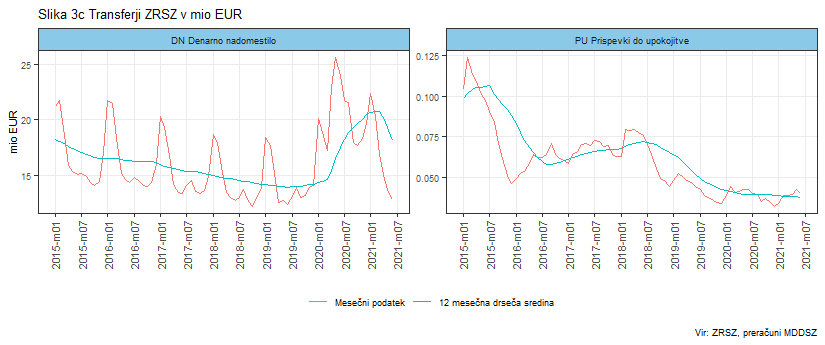 Slika 3c Transferji ZRSZ v mio EUR
DN Denarno nadomestilo
PU Prispevki do upokojitve
mio EUR
25
20
15
0.125
0.100
0.075
0.050
2015-m01
2015-m07
2016-m01
2016-m07
2017-m01
2017-m07
2018-m01
2018-m07
2019-m01
2019-m07
2020-m01
2020-m07
2021-m01
2021-m07
2015-m01
2015-m07
2016-m01
2016-m07
2017-m01
2017-m07
2018-m01
2018-m07
2019-m01
2019-m07
2020-m01
2020-m07
2021-m01
2021-m07
Mesečni podatek
12 mesečna drseča sredina
Vir: ZRSZ, preračuni MDDSZ